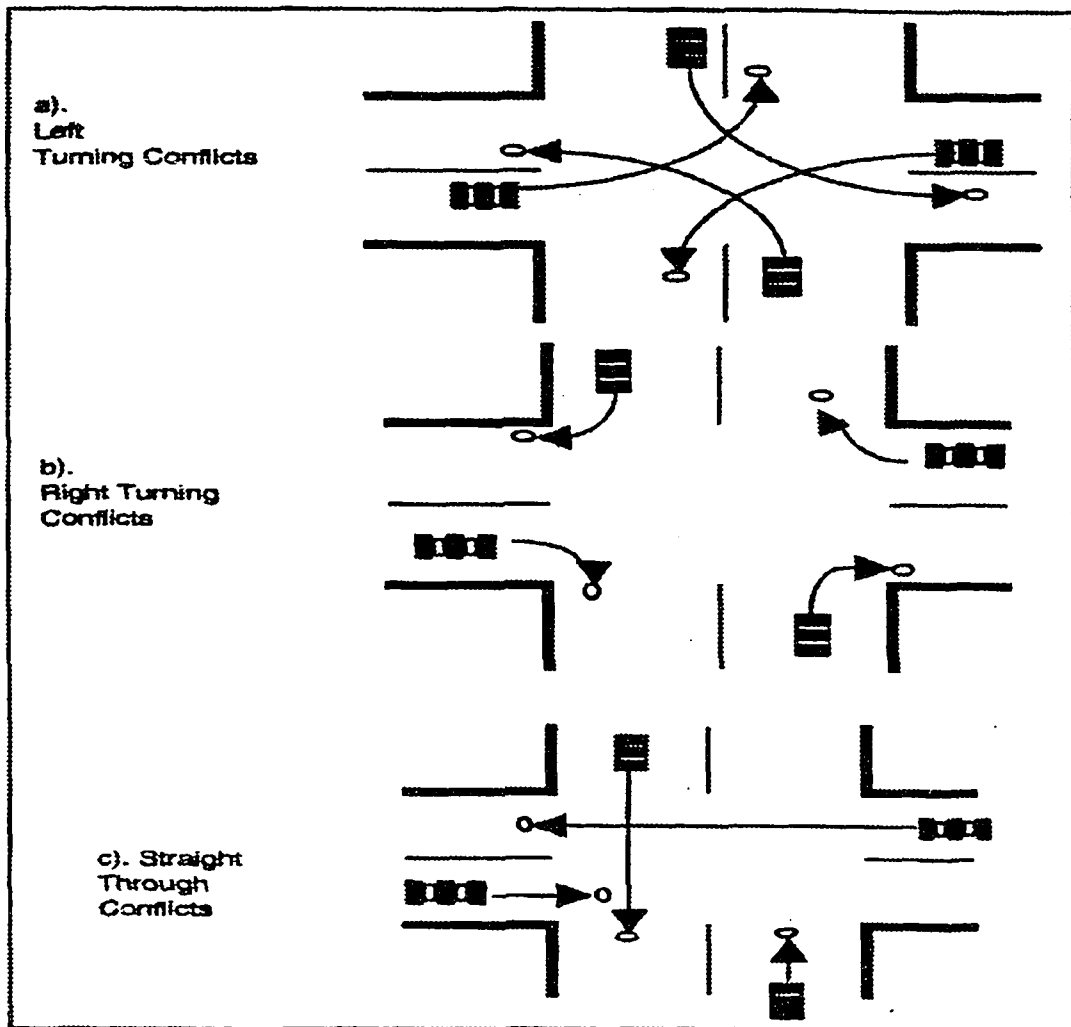 a).
Left
Turning Conflicts
b).
Right Turning
Conflicts
c). Straight
Through
Conflicts